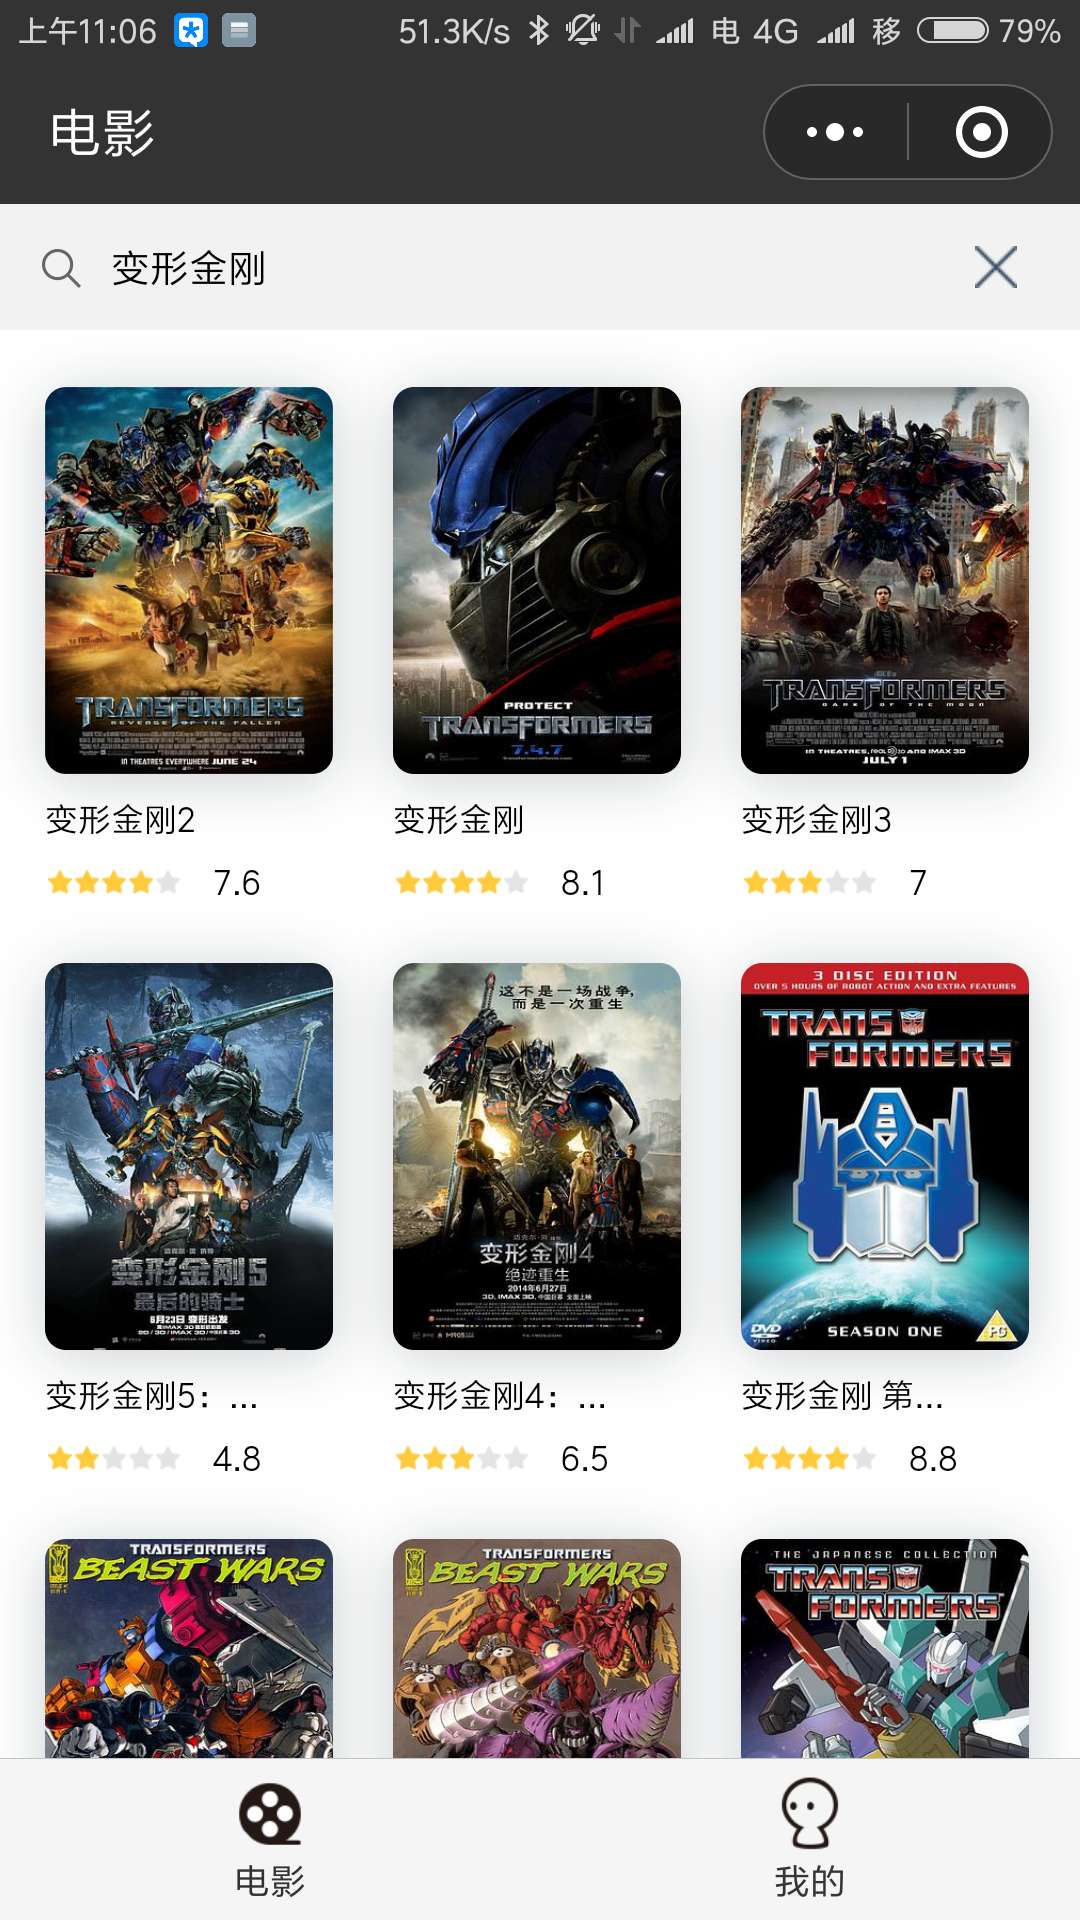 上午11:06 51.3K/s 电 4G 移 79%
电影
变形金刚
TRANSFORMERS
REVENGE OF THE FALLEN
IN THEATRES EVERYWHERE JUNE 24
PROTECT
TRANSFORMERS
7.4.7
TRANSFORMERS
DARK OF THE MOON
IN THEATRES, REAL D 3D AND IMAX 3D
JULY 1
变形金刚2
变形金刚
变形金刚3
7.6
8.1
7
变形金刚5
最后的骑士
6月23日 变形出发
这不是一场战争,
而是一次重生
变形金刚4
绝迹重生
2014年6月27日
3 DISC EDITION
OVER 5 HOURS OF ROBOT ACTION AND EXTRA FEATURES
TRANS
FORMERS
SEASON ONE
DVD
VIDEO
PG
变形金刚5：...
变形金刚4：...
变形金刚 第...
4.8
6.5
8.8
TRANSFORMERS
BEAST WARS
TRANSFORMERS
BEAST WARS
THE JAPANESE COLLECTION
TRANS
FORMERS
电影
我的